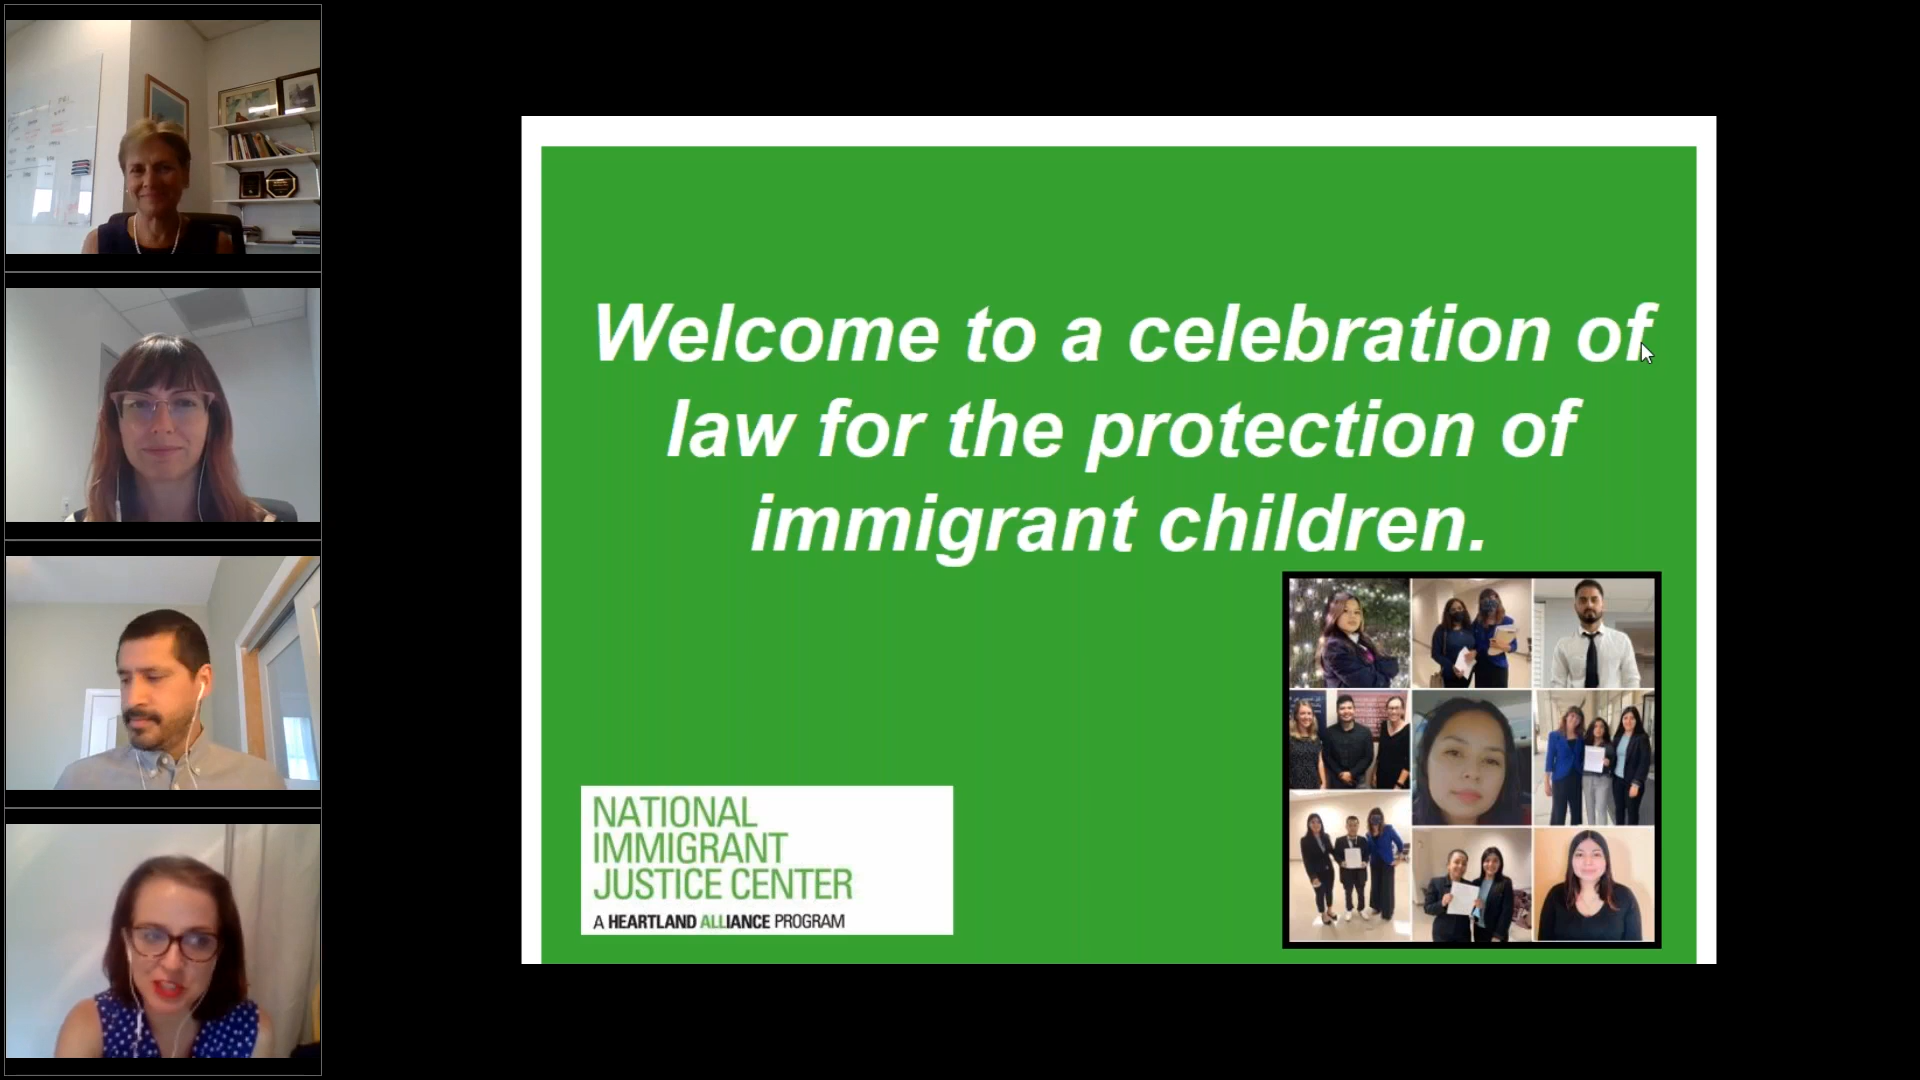 Welcome to a celebration of
law for the protection of
immigrant children.
NATIONAL
IMMIGRANT
JUSTICE CENTER
A HEARTLAND ALLIANCE PROGRAM